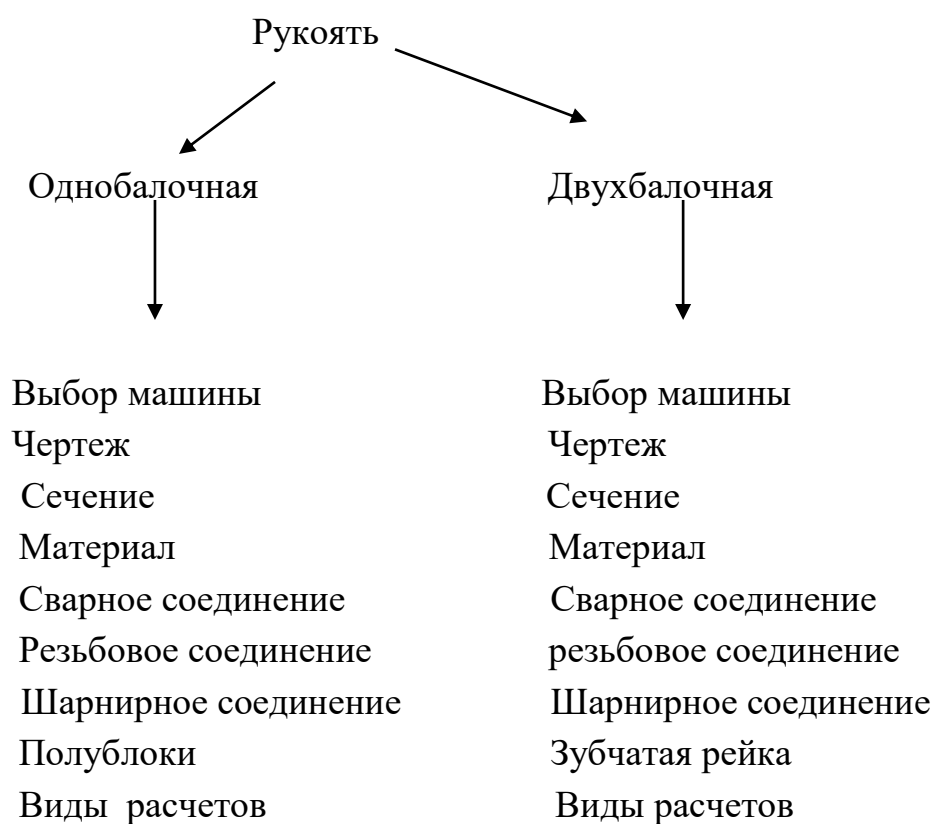 Рукоять
Однобалочная
Двухбалочная
Выбор машины
Чертеж
Сечение
Материал
Сварное соединение
Резьбовое соединение
Шарнирное соединение
Полублоки
Виды расчетов
Выбор машины
Чертеж
Сечение
Материал
Сварное соединение
резьбовое соединение
Шарнирное соединение
Зубчатая рейка
Виды расчетов